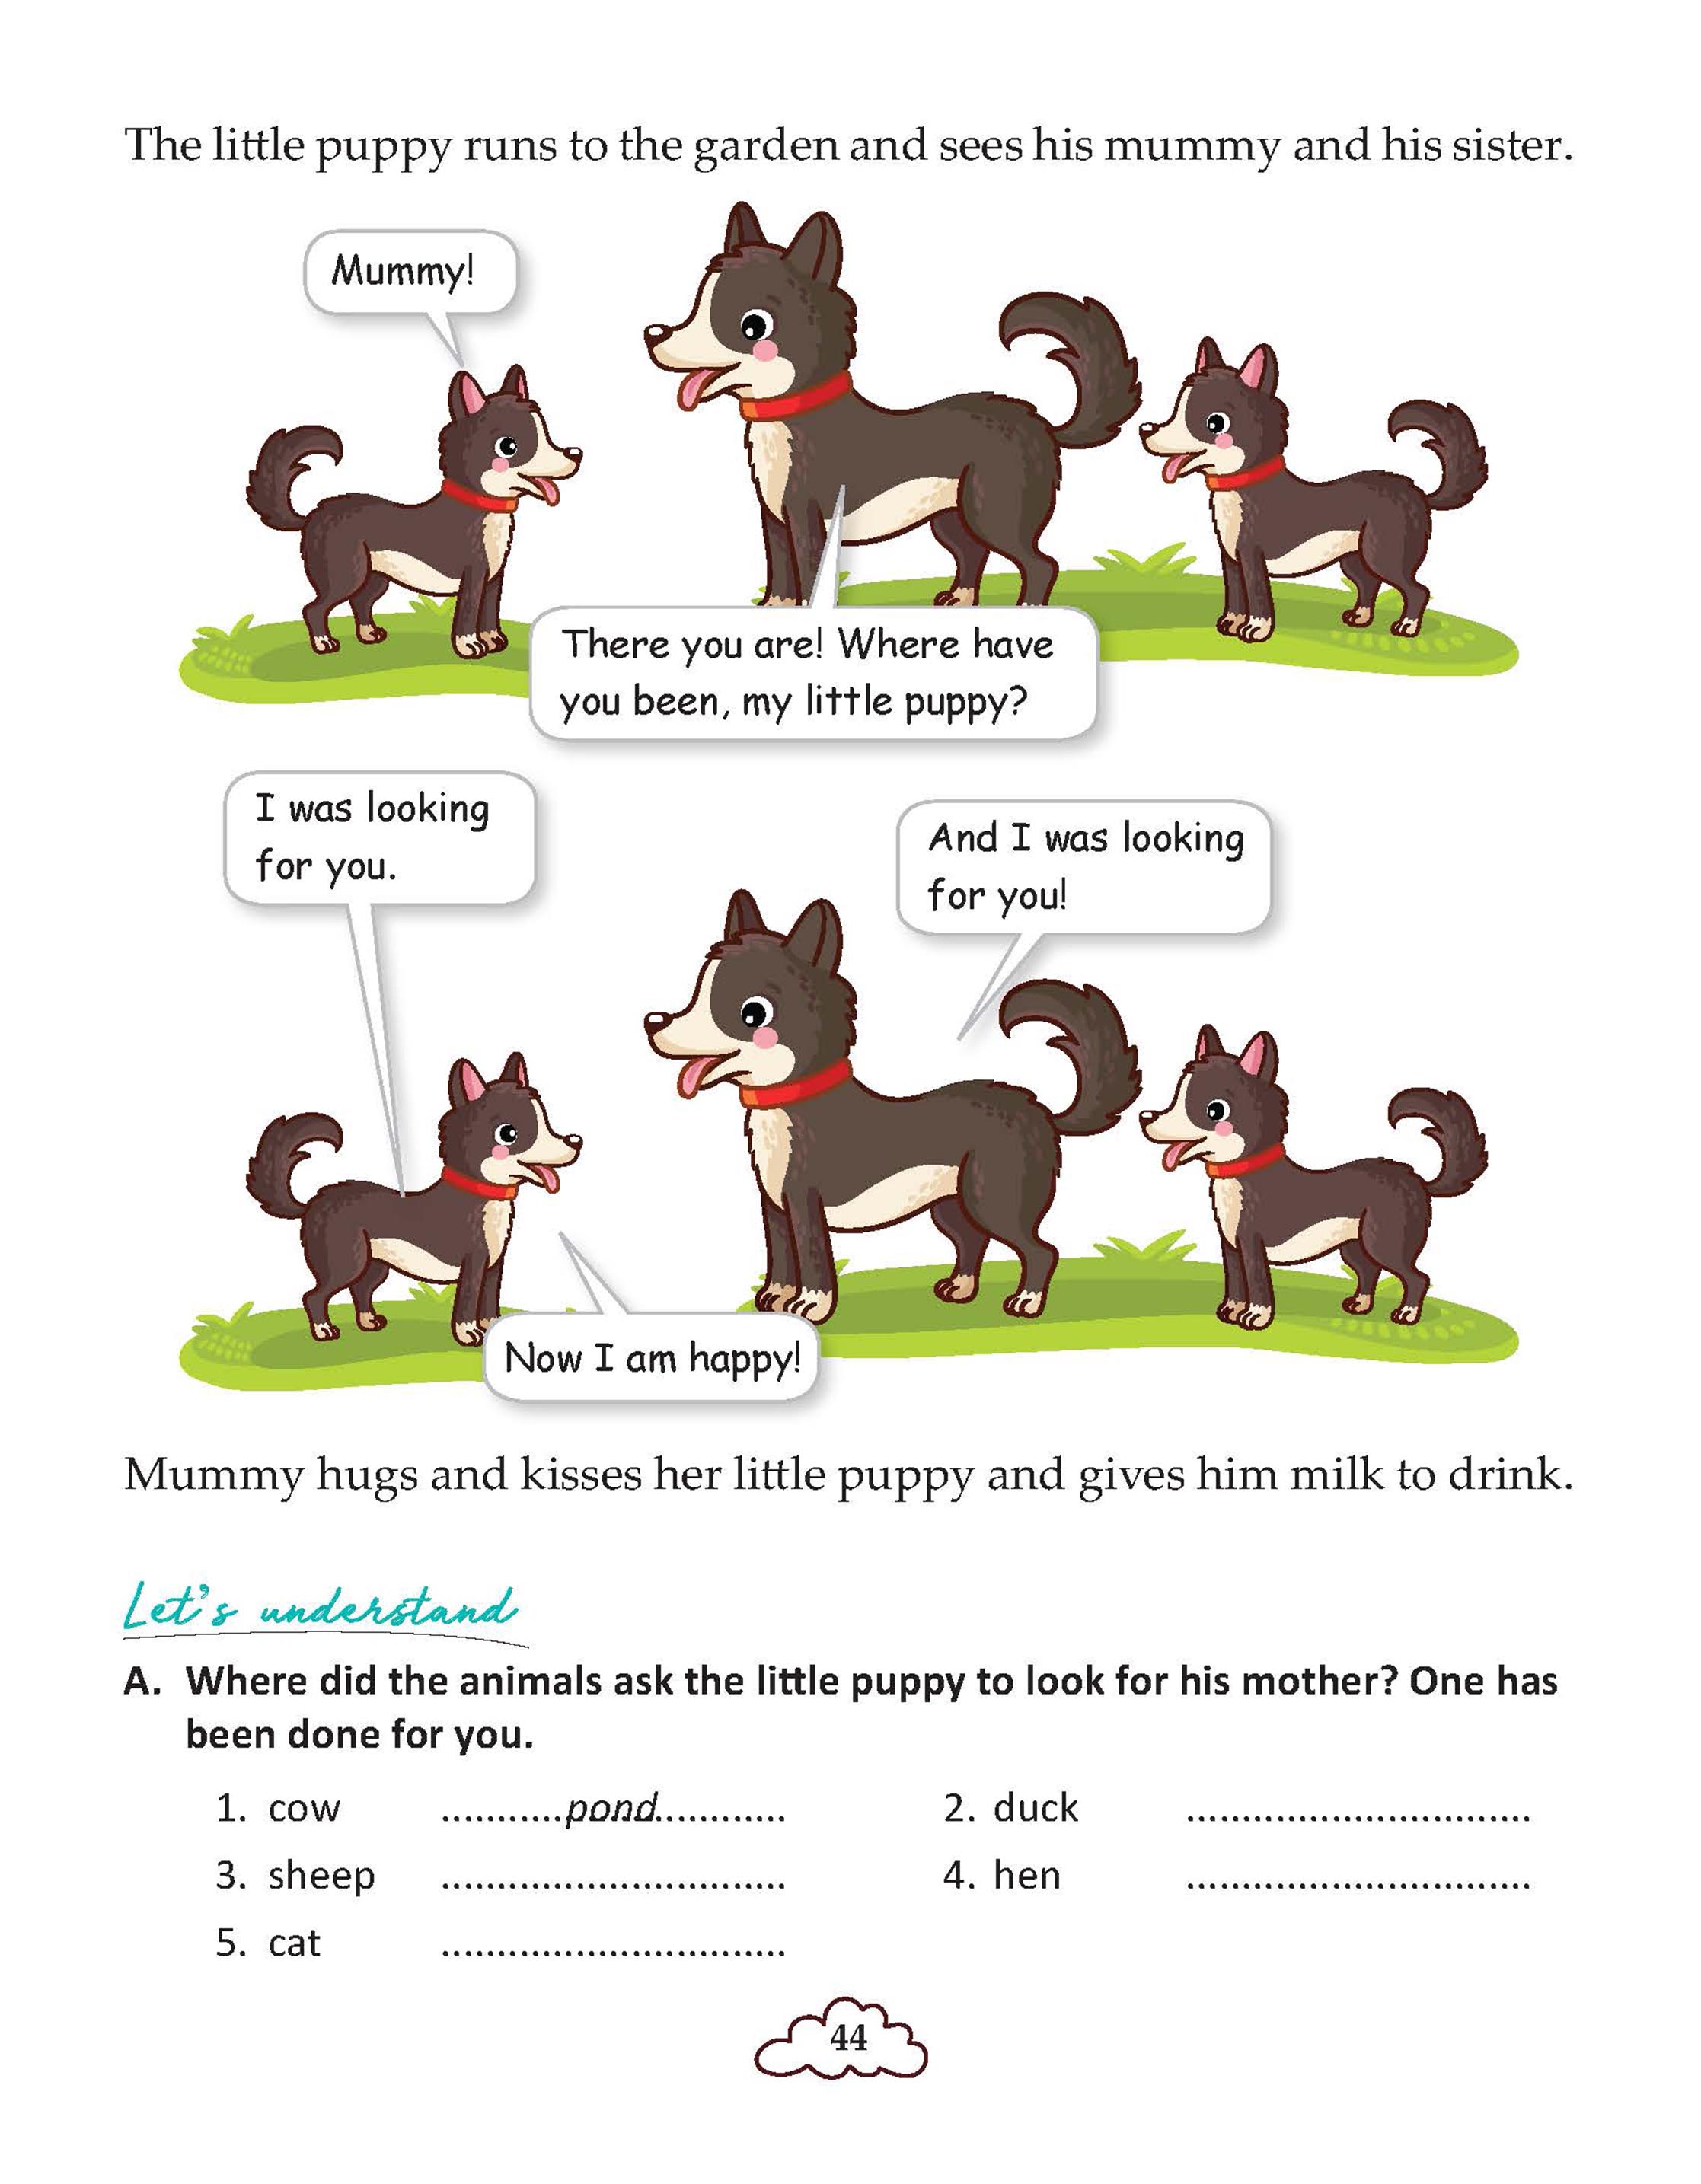 The little puppy runs to the garden and sees his mummy and his sister.
Mummy!
There you are! Where have
you been, my little puppy?
I was looking
for you.
And I was looking
for you!
Now I am happy!
Mummy hugs and kisses her little puppy and gives him milk to drink.
Let's understand
A. Where did the animals ask the little puppy to look for his mother? One has
been done for you.
1. cow ...........pond............ 2. duck ...............................
3. sheep ............................... 4. hen ...............................
5. cat ...............................
44